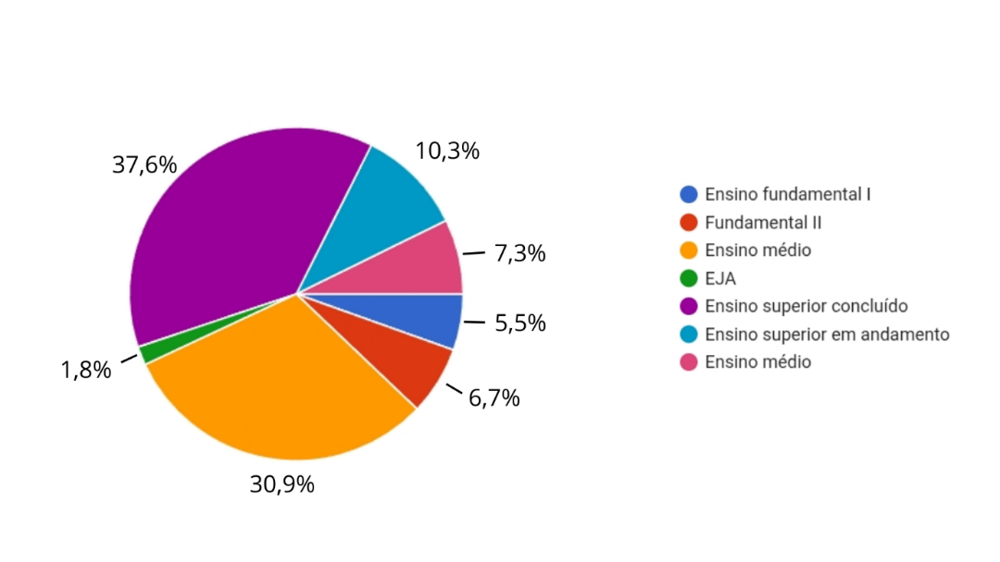 37,6%
10,3%
7,3%
5,5%
6,7%
30,9%
1,8%
Ensino fundamental I
Fundamental II
Ensino médio
EJA
Ensino superior concluído
Ensino superior em andamento
Ensino médio